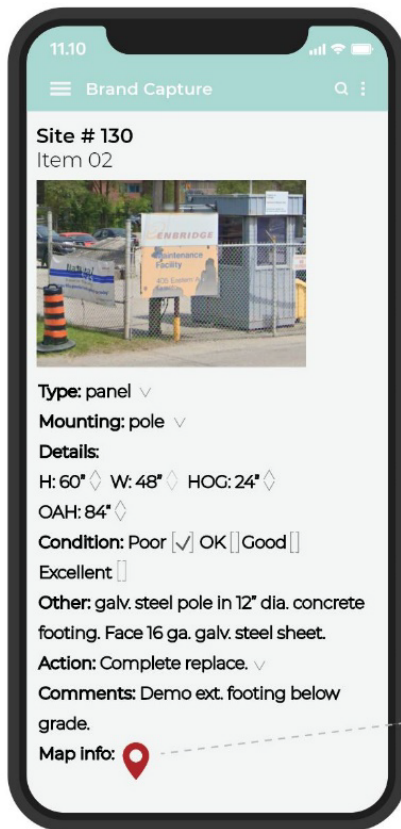 11.10
Brand Capture
Site # 130
Item 02
ENBRIDGE
Maintenance
Facility
Type: panel
Mounting: pole
Details:
H: 60" W: 48" HOG: 24"
OAH: 84"
Condition: Poor [✓] OK [] Good []
Excellent []
Other: galv. steel pole in 12" dia. concrete
footing. Face 16 ga. galv. steel sheet.
Action: Complete replace.
Comments: Demo ext. footing below
grade.
Map info: